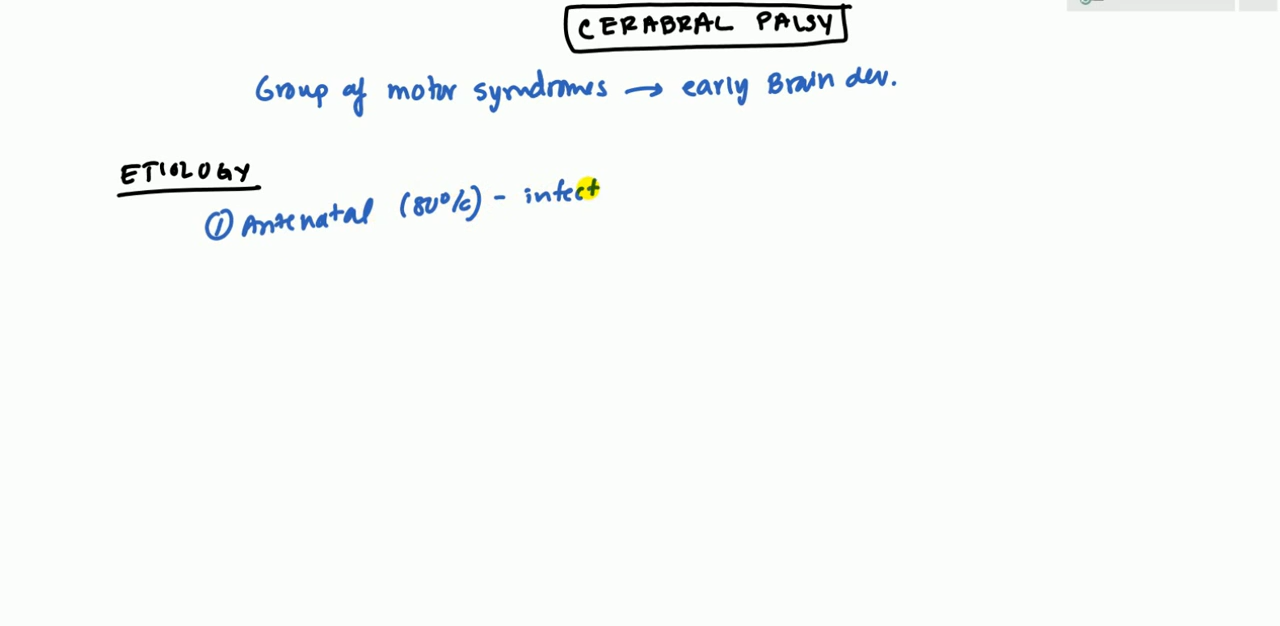 CERABRAL PALSY
Group of motor syndromes → early Brain dev.
ETIOLOGY
① Antenatal (80%) - infect